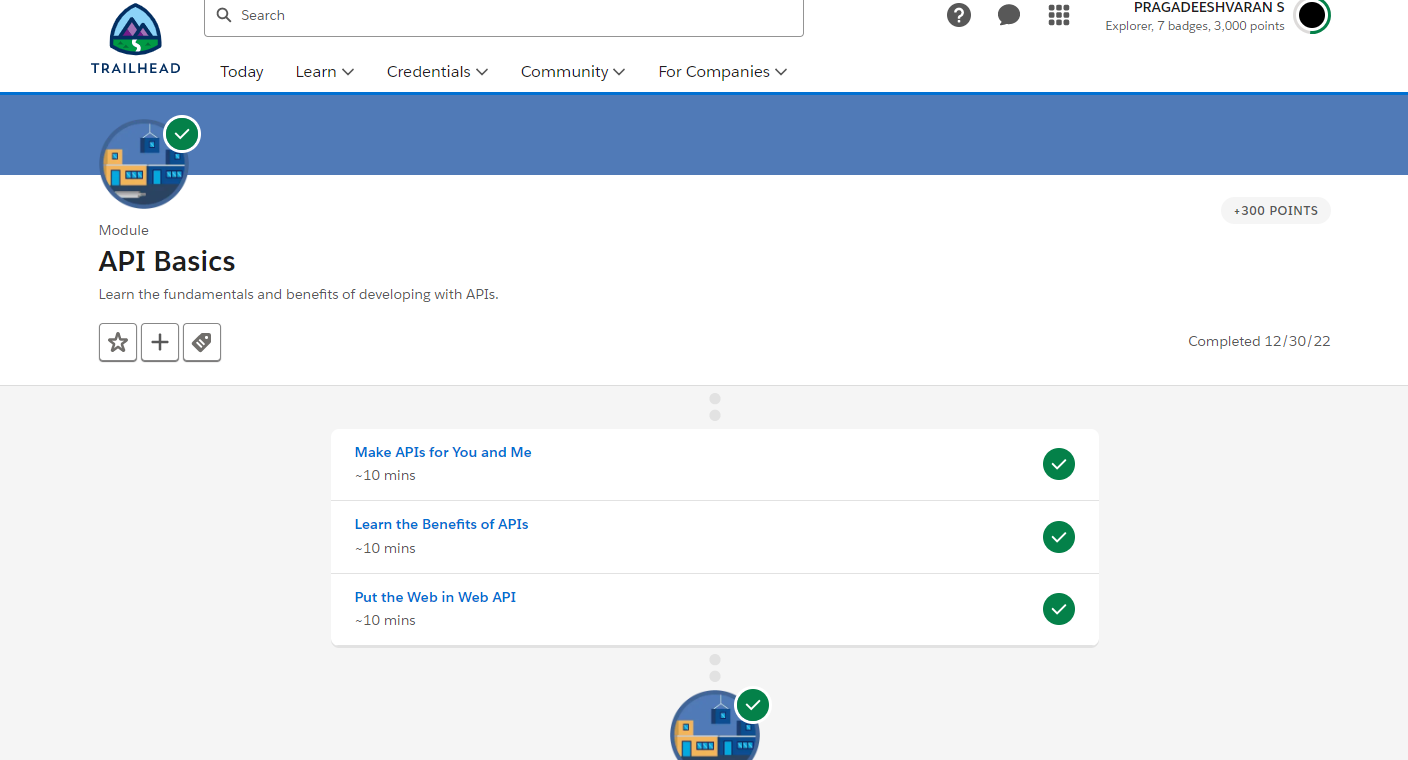 PRAGADEESHVARAN S
Search
Explorer, 7 badges, 3,000 points
TRAILHEAD
Today
Learn
Credentials
Community
For Companies
+300 POINTS
Module
API Basics
Learn the fundamentals and benefits of developing with APIs.
Completed 12/30/22
Make APIs for You and Me
~10 mins
Learn the Benefits of APIs
~10 mins
Put the Web in Web API
~10 mins